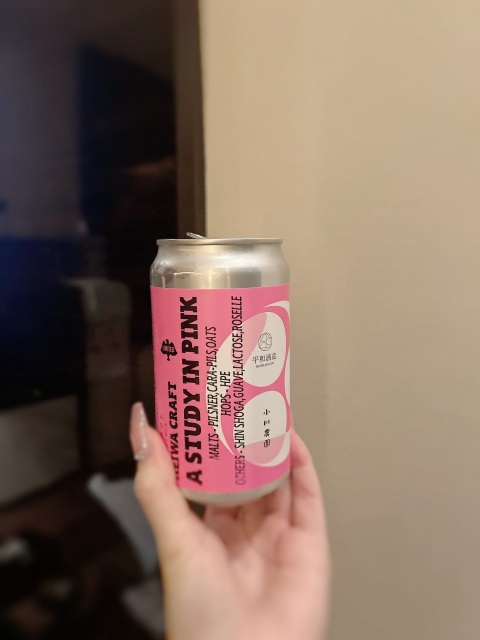 HEIWA CRAFT
A STUDY IN PINK
MALTS - PILSNER,CARA-PILS,OATS
HOPS - HPE
OTHERS - SHIN SHOGA,GUAVE,LACTOSE,ROSELLE
平和酒造